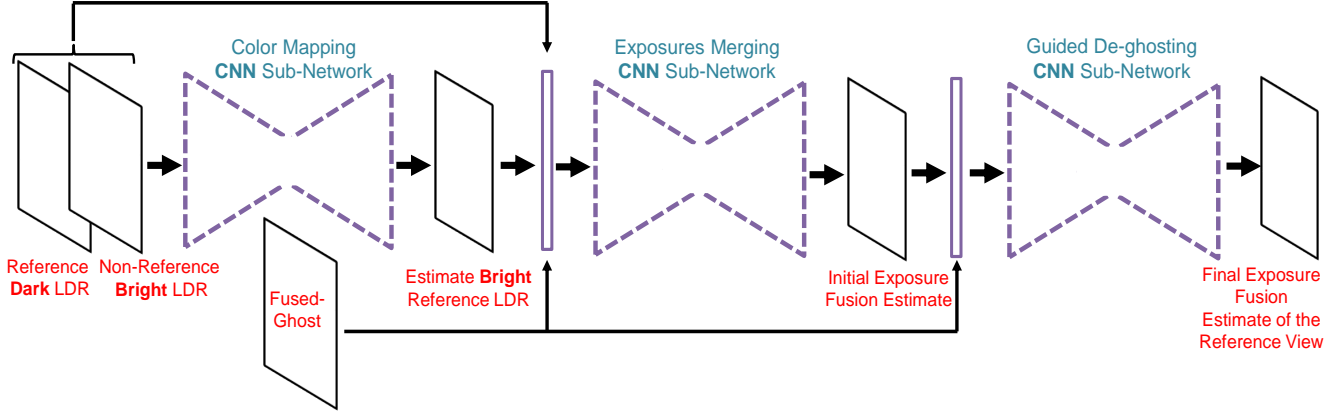 Color Mapping
CNN Sub-Network
Exposures Merging
CNN Sub-Network
Guided De-ghosting
CNN Sub-Network
Reference
Dark LDR
Non-Reference
Bright LDR
Fused-
Ghost
Estimate Bright
Reference LDR
Initial Exposure
Fusion Estimate
Final Exposure
Fusion
Estimate of the
Reference View